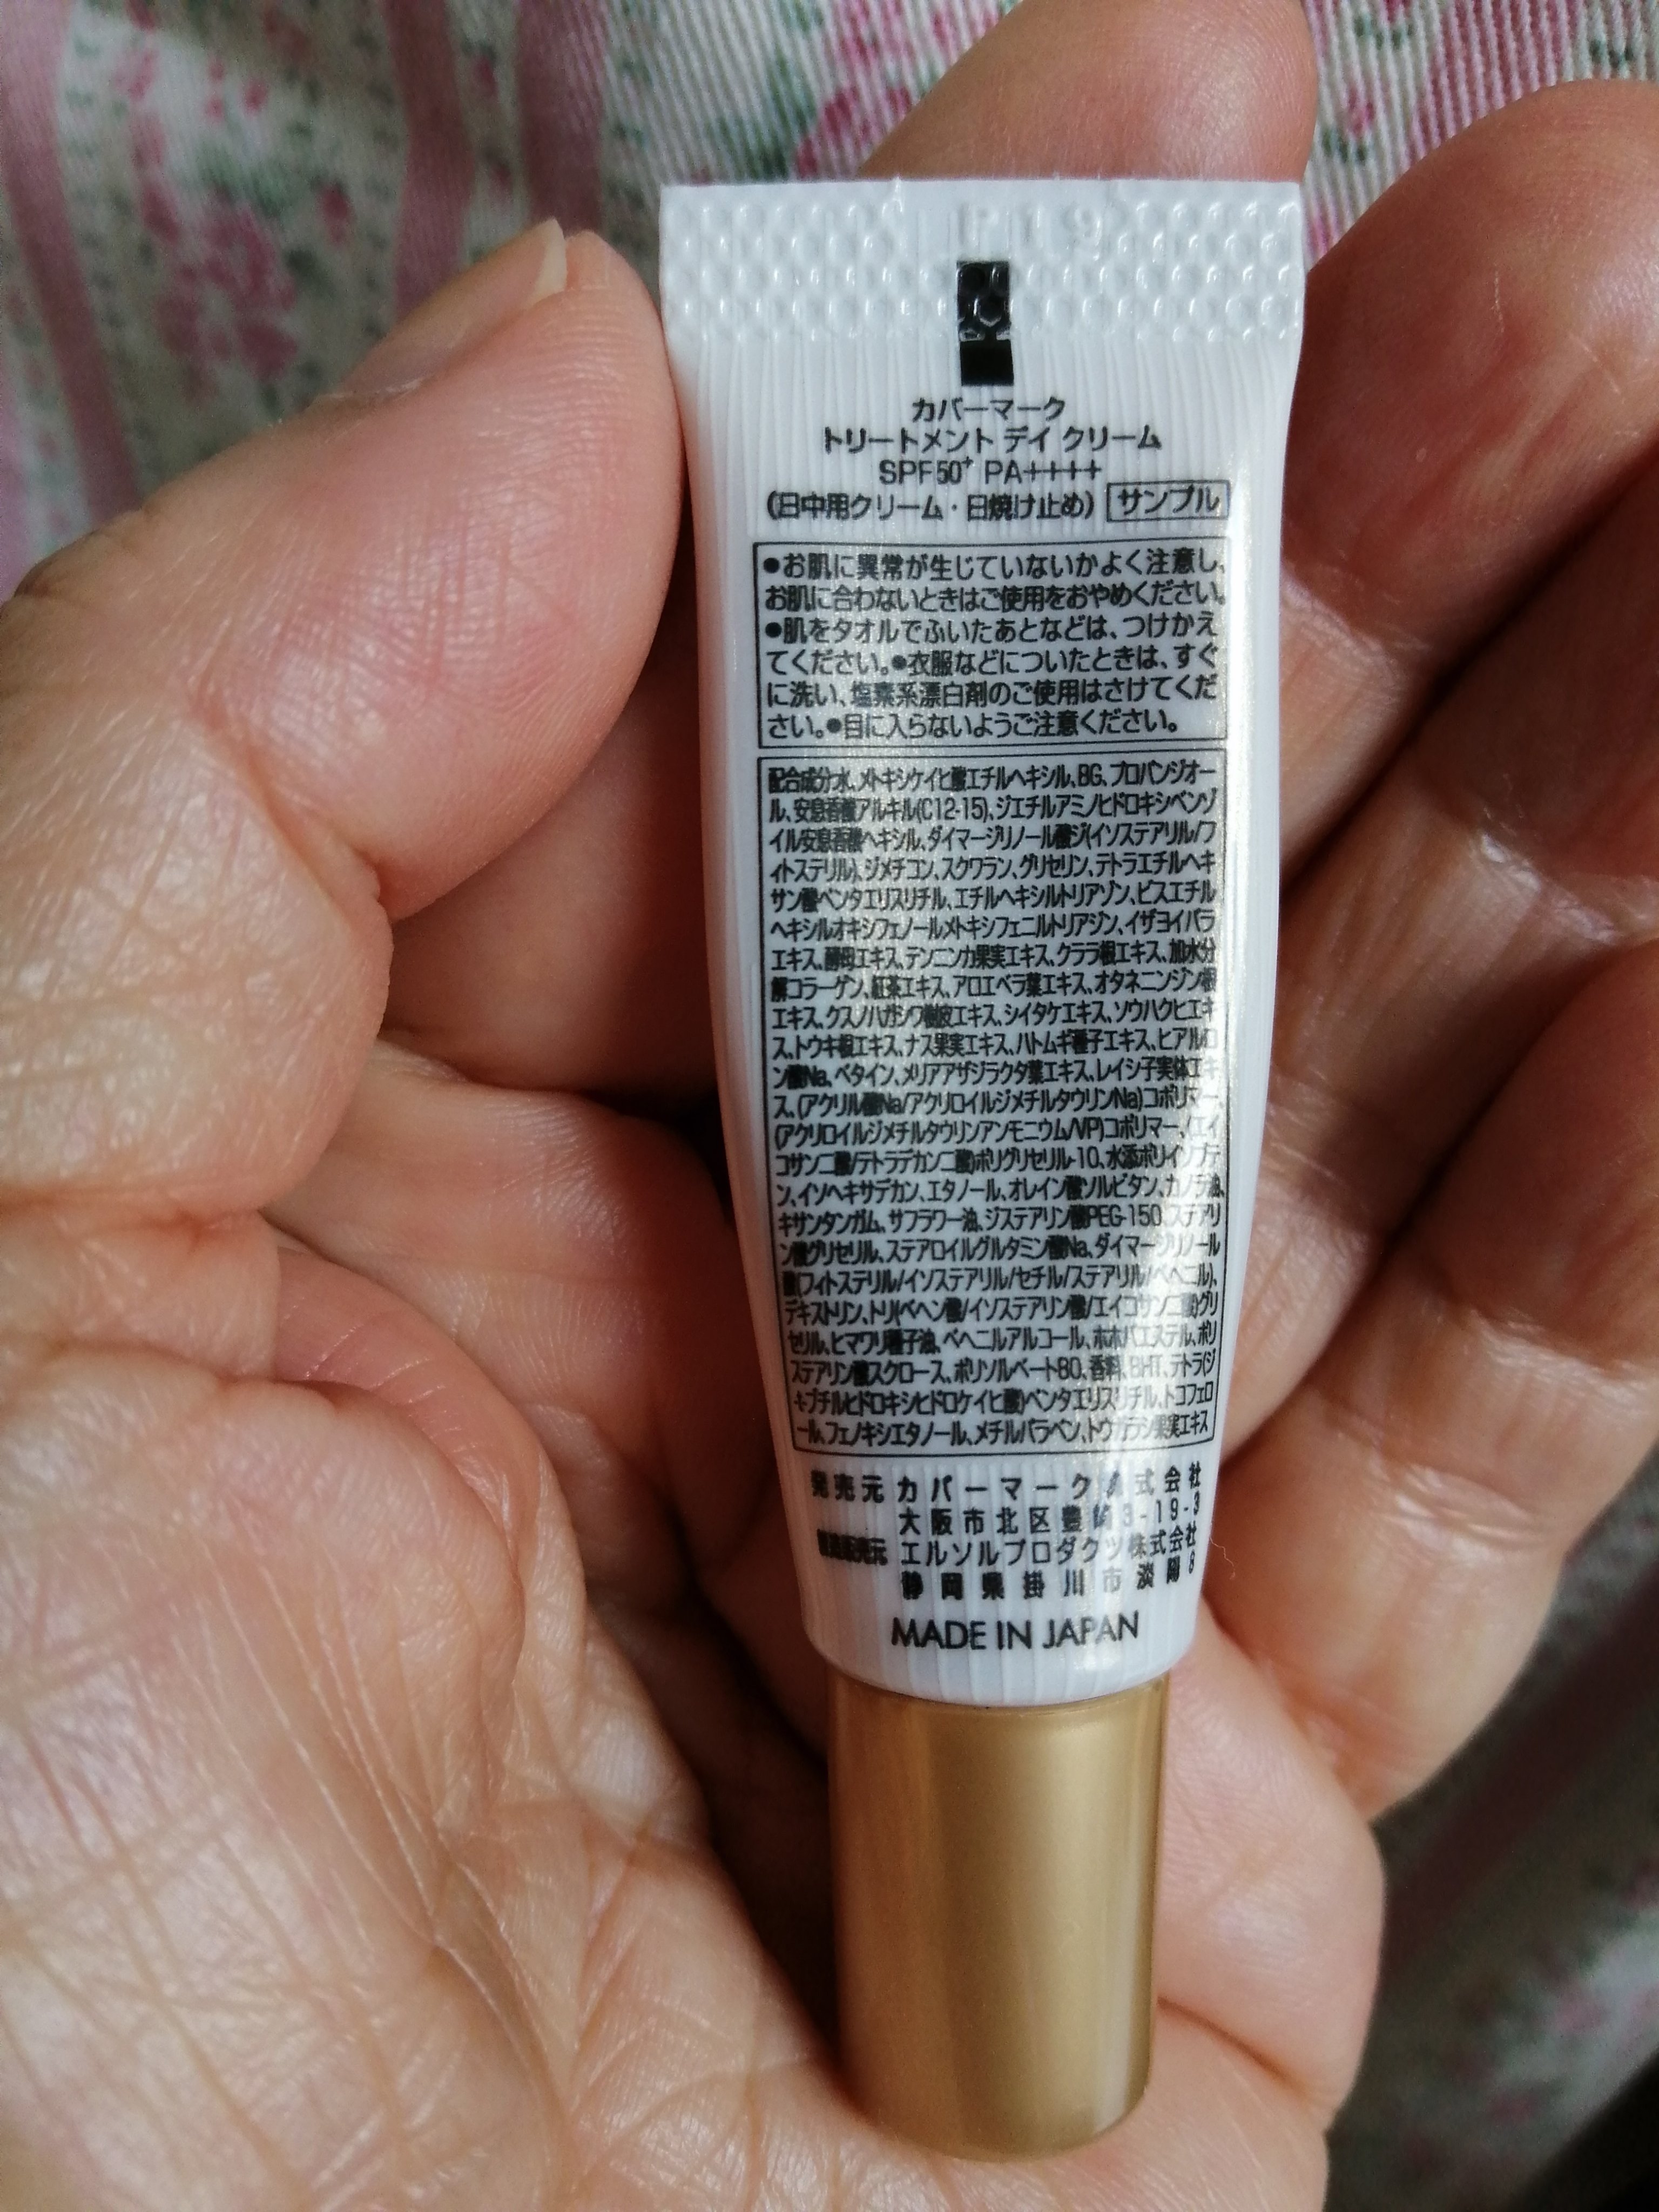 カバーマーク
トリートメント デイ クリーム
SPF50⁺ PA++++
(日中用クリーム・日焼け止め) サンプル
●お肌に異常が生じていないかよく注意し、
お肌に合わないときはご使用をおやめください。
●肌をタオルでふいたあとなどは、つけかえ
てください。●衣服などについたときは、すぐ
に洗い、塩素系漂白剤のご使用はさけてくだ
さい。●目に入らないようご注意ください。
配合成分水、メトキシケイヒ酸エチルヘキシル、BG、プロパンジオー
ル、安息香酸アルキル(C12-15)、ジエチルアミノヒドロキシベンゾ
イル安息香酸ヘキシル、ダイマージリノール酸ジ(イソステアリル/フ
ィトステリル)、ジメチコン、スクワラン、グリセリン、テトラエチルヘキ
サン酸ペンタエリスリチル、エチルヘキシルトリアゾン、ビスエチル
ヘキシルオキシフェノールメトキシフェニルトリアジン、イザヨイバラ
エキス、酵母エキス、テンニンカ果実エキス、クララ根エキス、加水分
解コラーゲン、紅茶エキス、アロエベラ葉エキス、オタネニンジン根
エキス、クスノハガシワ樹皮エキス、シイタケエキス、ソウハクヒエキ
ス、トウキ根エキス、ナス果実エキス、ハトムギ種子エキス、ヒアルロ
ン酸Na、ベタイン、メリアアザジラクタ葉エキス、レイシ子実体エキ
ス、(アクリル酸Na/アクリロイルジメチルタウリンNa)コポリマー、
(アクリロイルジメチルタウリンアンモニウム/VP)コポリマー、(エイ
コサン二酸/テトラデカン二酸)ポリグリセリル-10、水添ポリイソブテ
ン、イソヘキサデカン、エタノール、オレイン酸ソルビタン、カノラ油、
キサンタンガム、サフラワー油、ジステアリン酸PEG-150、ステアリ
ン酸グリセリル、ステアロイルグルタミン酸Na、ダイマージリノール
酸(フィトステリル/イソステアリル/セチル/ステアリル/ベヘニル)、
デキストリン、トリ(ベヘン酸/イソステアリン酸/エイコサン二酸)グリ
セリル、ヒマワリ種子油、ベヘニルアルコール、ホホバエステル、ポリ
ステアリン酸スクロース、ポリソルベート80、香料、BHT、テトラ(ジ
-t-ブチルヒドロキシヒドロケイヒ酸)ペンタエリスリチル、トコフェロ
ール、フェノキシエタノール、メチルパラベン、トウガラシ果実エキス
発売元 カバーマーク株式会社
大阪市北区豊崎3-19-3
製造販売元 エルソルプロダクツ株式会社
静岡県掛川市淡陽8
MADE IN JAPAN